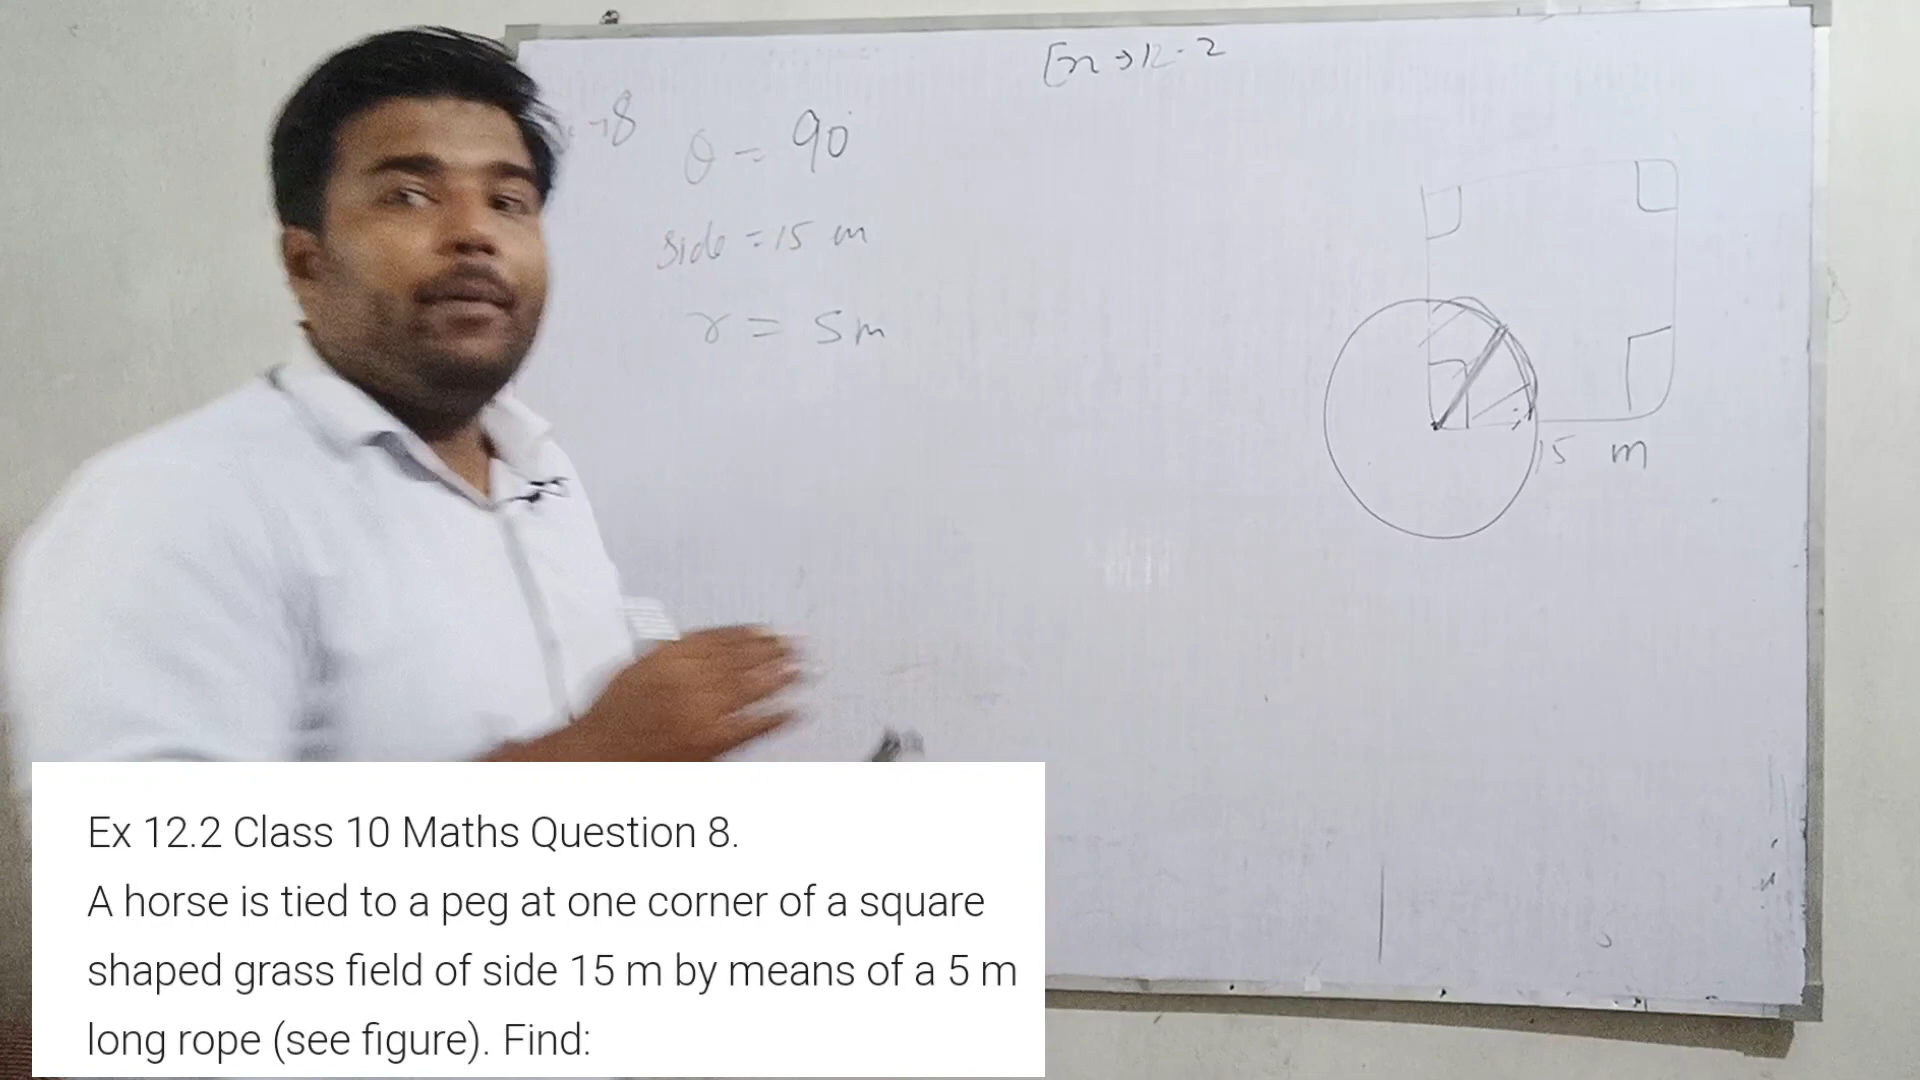 Ex → 12.2
8
θ = 90°
side = 15 m
r = 5m
15 m
Ex 12.2 Class 10 Maths Question 8.
A horse is tied to a peg at one corner of a square
shaped grass field of side 15 m by means of a 5 m
long rope (see figure). Find: